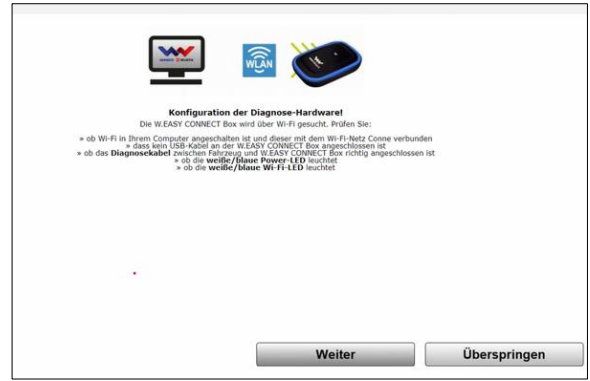 WABCO WÜRTH
WLAN
Konfiguration der Diagnose-Hardware!
Die W.EASY CONNECT Box wird über Wi-Fi gesucht. Prüfen Sie:
» ob Wi-Fi in Ihrem Computer angeschalten ist und dieser mit dem Wi-Fi-Netz Conne verbunden
» dass kein USB-Kabel an der W.EASY CONNECT Box angeschlossen ist
» ob das Diagnosekabel zwischen Fahrzeug und W.EASY CONNECT Box richtig angeschlossen ist
» ob die weiße/blaue Power-LED leuchtet
» ob die weiße/blaue Wi-Fi-LED leuchtet
Weiter
Überspringen